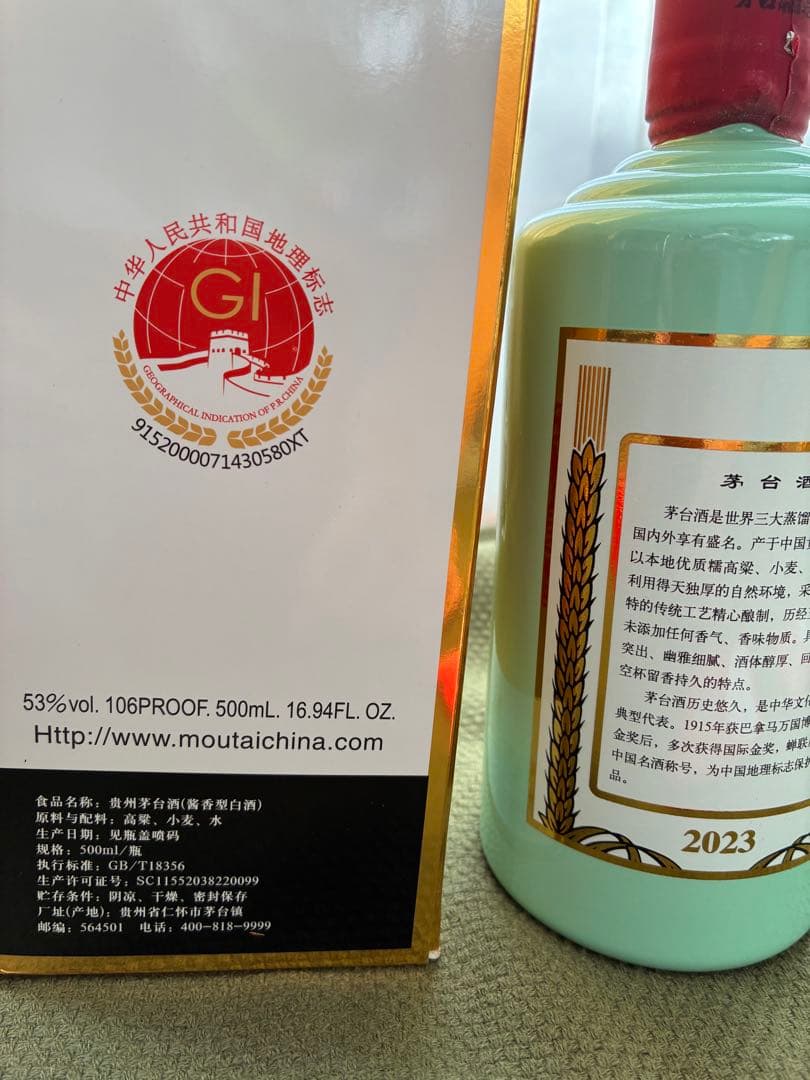 中华人民共和国地理标志
GI
GEOGRAPHICAL INDICATION OF P.R.CHINA
91520000071430580XT
53%vol. 106PROOF. 500mL. 16.94FL. OZ.
Http://www.moutaichina.com
食品名称：贵州茅台酒(酱香型白酒)
原料与配料：高粱、小麦、水
生产日期：见瓶盖喷码
规格：500ml/瓶
执行标准：GB/T18356
生产许可证号：SC11552038220099
贮存条件：阴凉、干燥、密封保存
厂址(产地)：贵州省仁怀市茅台镇
邮编：564501 电话：400-818-9999
茅台酒
茅台酒是世界三大蒸馏
国内外享有盛名。产于中国
以本地优质糯高粱、小麦、
利用得天独厚的自然环境，采
特的传统工艺精心酿制，历经
未添加任何香气、香味物质。具
突出、幽雅细腻、酒体醇厚、回
空杯留香持久的特点。
茅台酒历史悠久，是中华文化
典型代表。1915年获巴拿马万国博
金奖后，多次获得国际金奖，蝉联
中国名酒称号，为中国地理标志保护
品。
2023